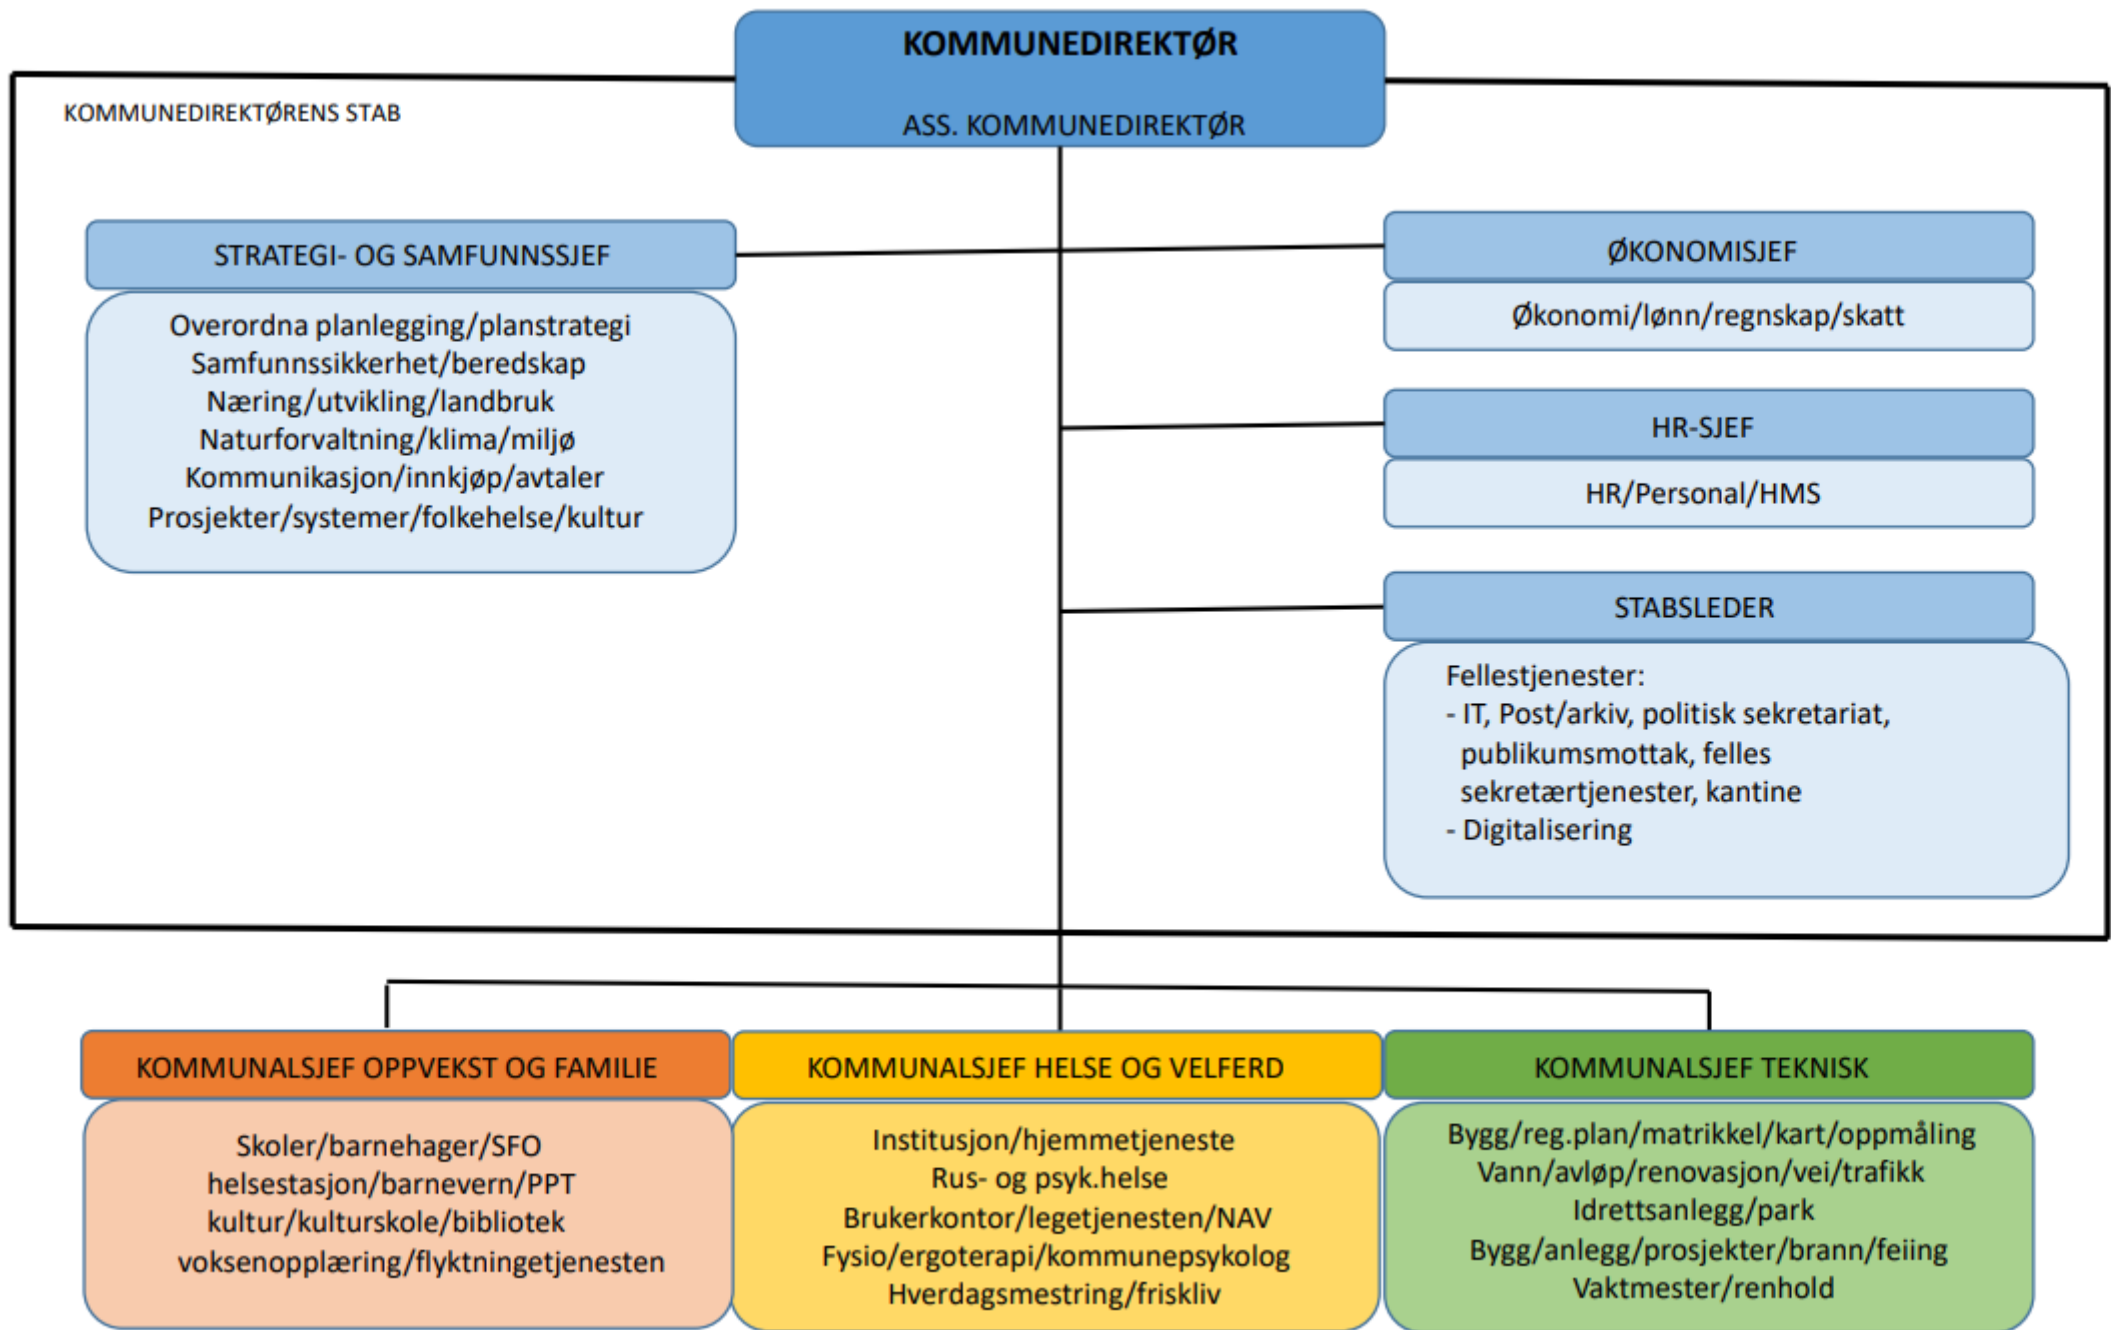 KOMMUNEDIREKTØR
ASS. KOMMUNEDIREKTØR
KOMMUNEDIREKTØRENS STAB
STRATEGI- OG SAMFUNNSSJEF
Overordna planlegging/planstrategi
Samfunnssikkerhet/beredskap
Næring/utvikling/landbruk
Naturforvaltning/klima/miljø
Kommunikasjon/innkjøp/avtaler
Prosjekter/systemer/folkehelse/kultur
ØKONOMISJEF
Økonomi/lønn/regnskap/skatt
HR-SJEF
HR/Personal/HMS
STABSLEDER
Fellestjenester:
- IT, Post/arkiv, politisk sekretariat,
publikumsmottak, felles
sekretærtjenester, kantine
- Digitalisering
KOMMUNALSJEF OPPVEKST OG FAMILIE
Skoler/barnehager/SFO
helsestasjon/barnevern/PPT
kultur/kulturskole/bibliotek
voksenopplæring/flyktningetjenesten
KOMMUNALSJEF HELSE OG VELFERD
Institusjon/hjemmetjeneste
Rus- og psyk.helse
Brukerkontor/legetjenesten/NAV
Fysio/ergoterapi/kommunepsykolog
Hverdagsmestring/friskliv
KOMMUNALSJEF TEKNISK
Bygg/reg.plan/matrikkel/kart/oppmåling
Vann/avløp/renovasjon/vei/trafikk
Idrettsanlegg/park
Bygg/anlegg/prosjekter/brann/feiing
Vaktmester/renhold